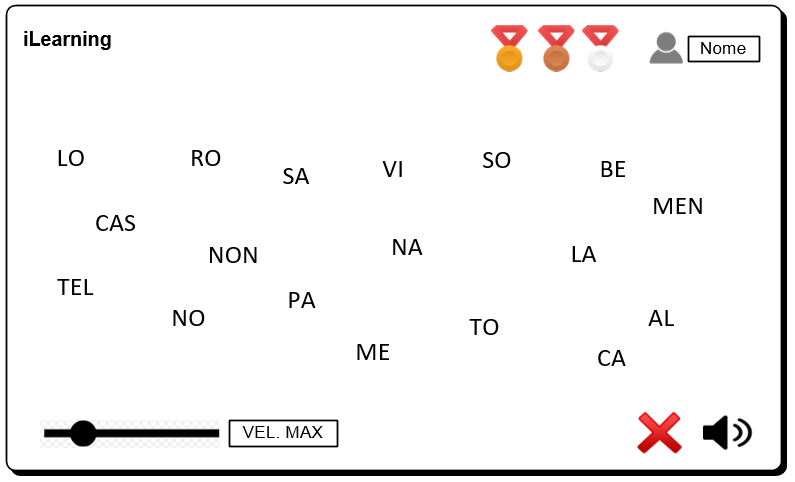 iLearning
Nome
LO RO SA VI SO BE
MEN
CAS
NON NA LA
TEL
NO PA TO AL
ME CA
VEL. MAX